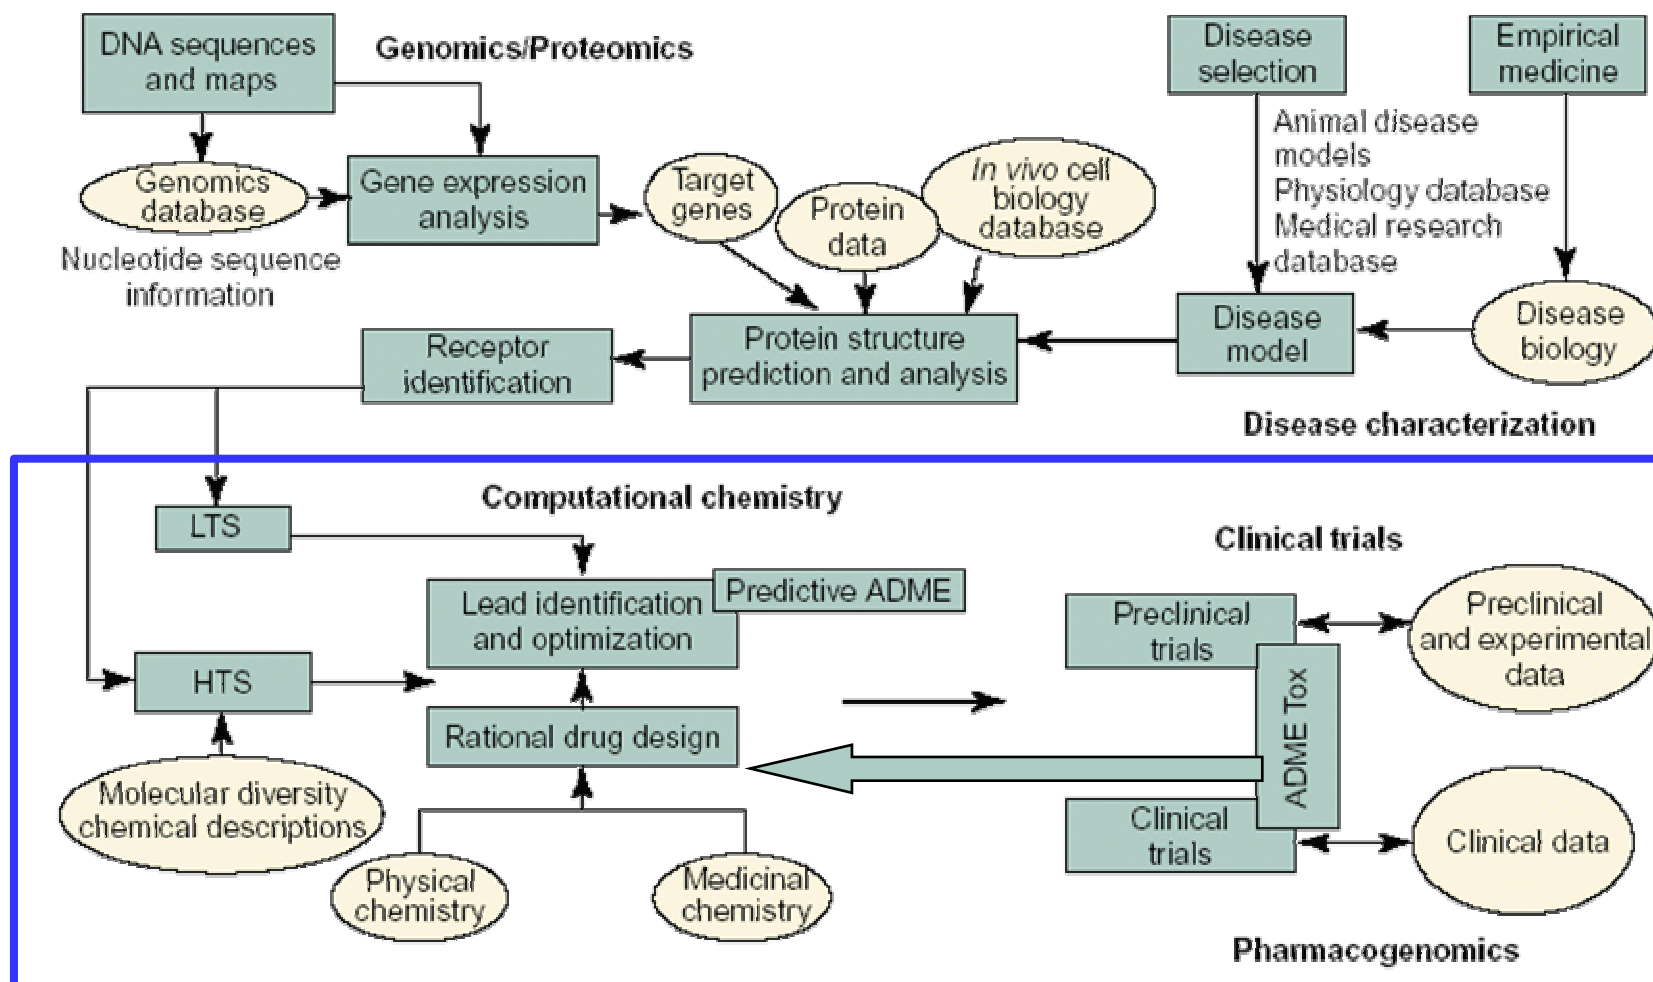 DNA sequences
and maps
Genomics/Proteomics
Disease
selection
Empirical
medicine
Genomics
database
Nucleotide sequence
information
Gene expression
analysis
Target
genes
Protein
data
In vivo cell
biology
database
Animal disease
models
Physiology database
Medical research
database
Receptor
identification
Protein structure
prediction and analysis
Disease
model
Disease
biology
Disease characterization
Computational chemistry
LTS
Lead identification
and optimization
Predictive ADME
HTS
Rational drug design
Molecular diversity
chemical descriptions
Physical
chemistry
Medicinal
chemistry
Clinical trials
Preclinical
trials
Preclinical
and experimental
data
ADME Tox
Clinical
trials
Clinical data
Pharmacogenomics